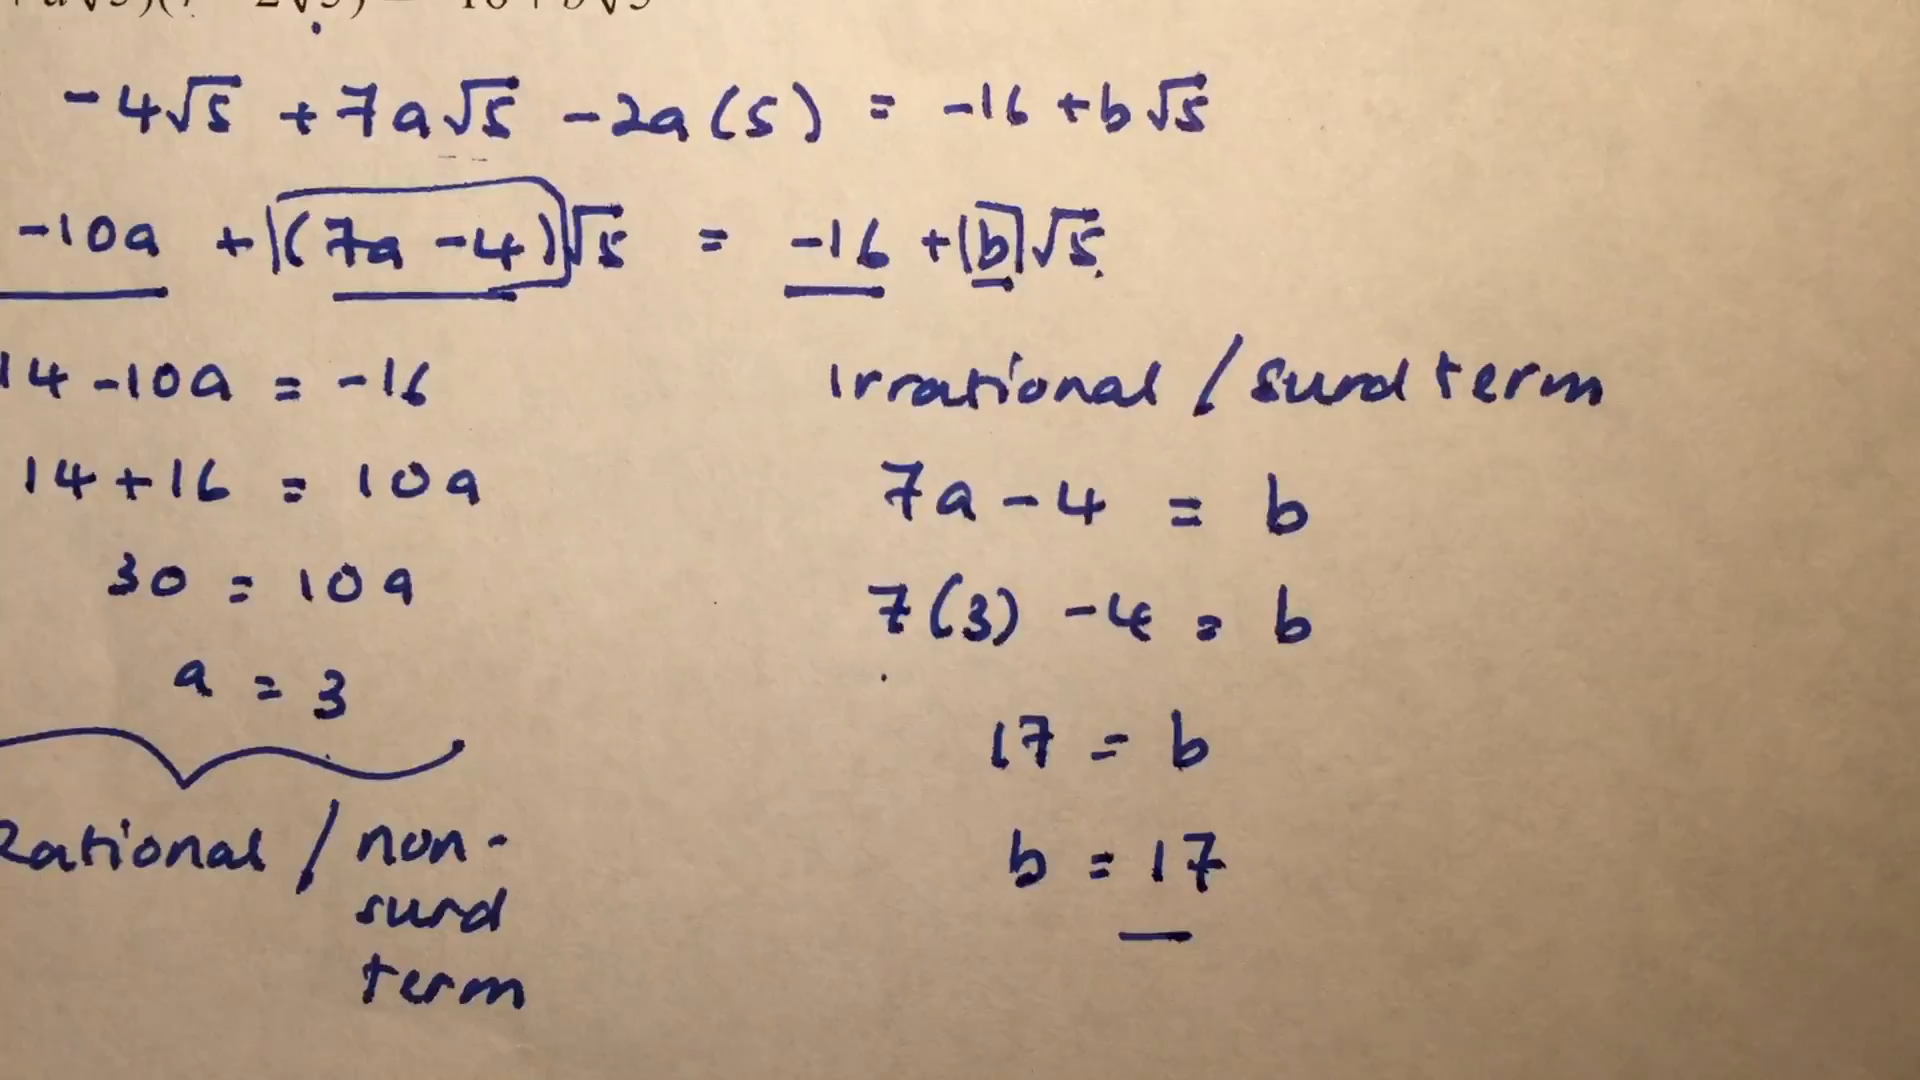 -4√5 + 7a√5 - 2a(5) = -16 + b√5
-10a + (7a - 4)√5 = -16 + (b)√5
14 - 10a = -16
14 + 16 = 10a
30 = 10a
a = 3
Rational / non-
surd
term
Irrational / surd term
7a - 4 = b
7(3) - 4 = b
17 = b
b = 17